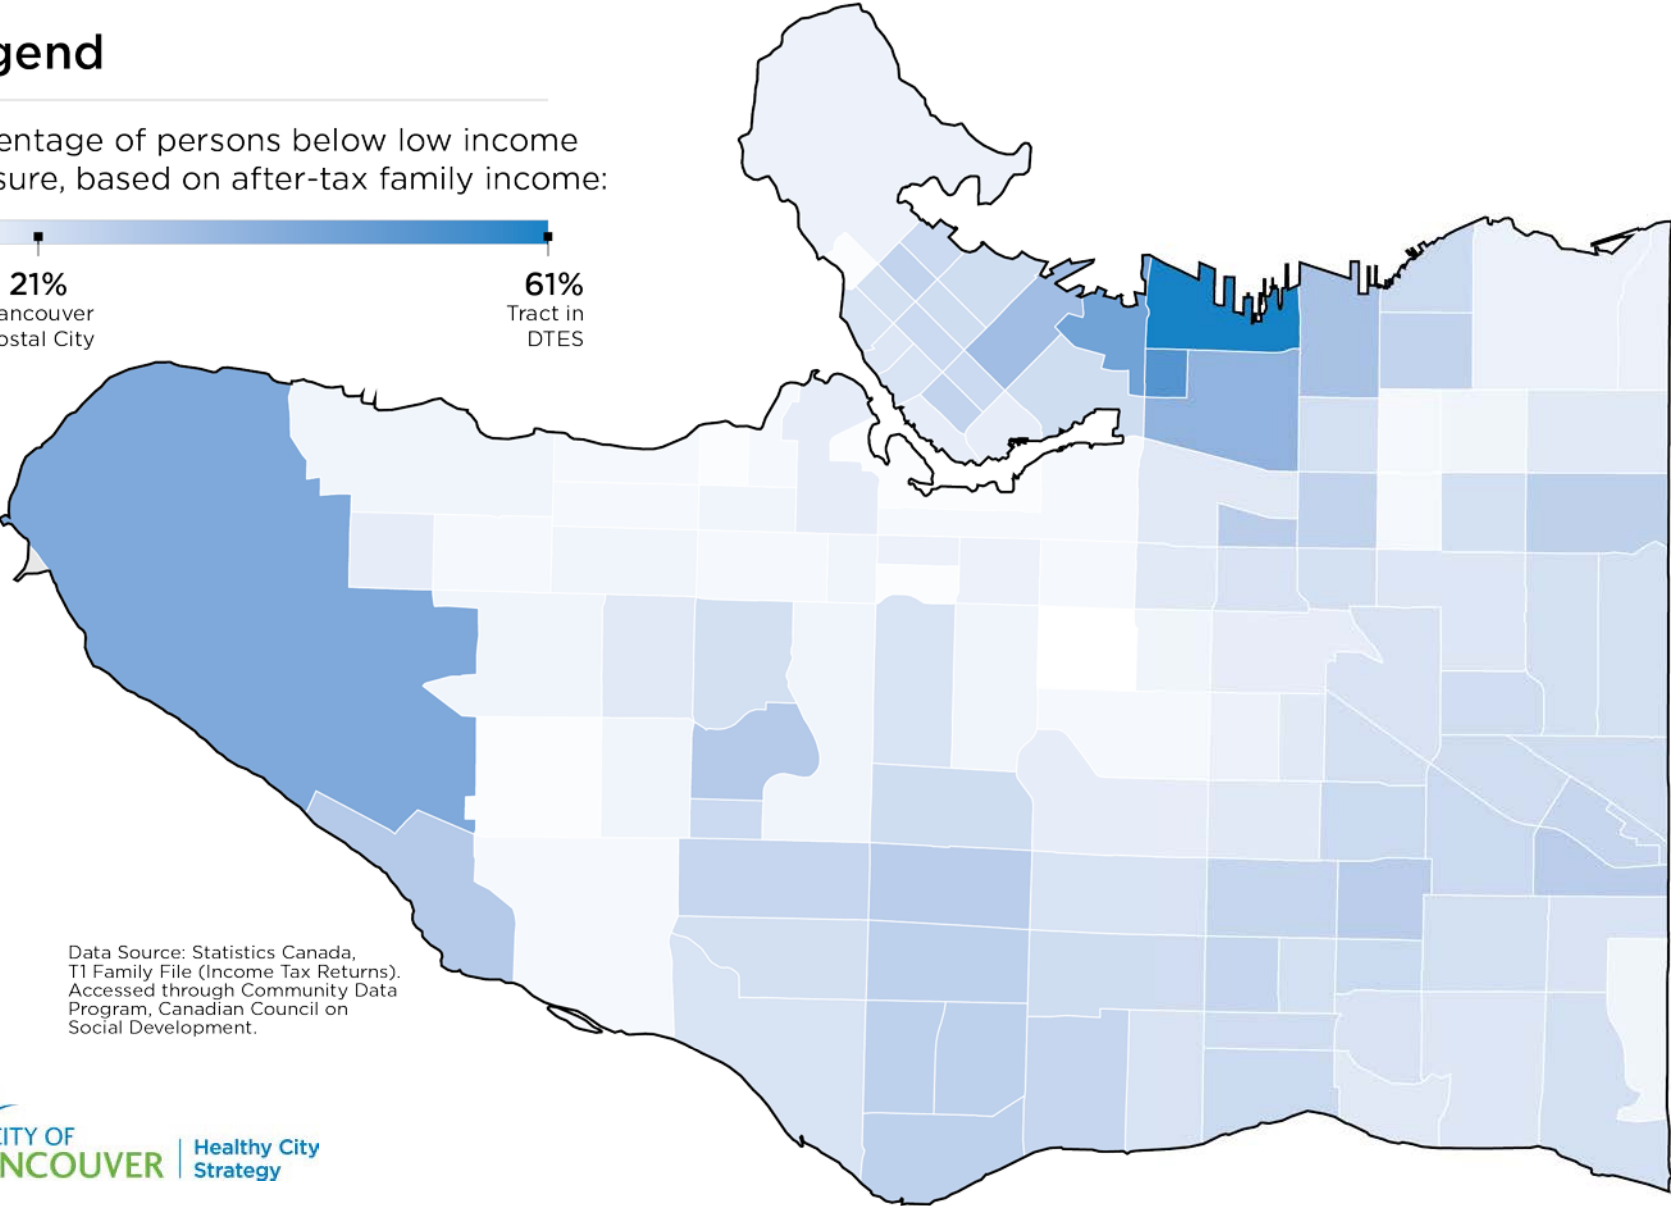 gend
entage of persons below low income
sure, based on after-tax family income:
21%
ancouver
ostal City
61%
Tract in
DTES
Data Source: Statistics Canada,
T1 Family File (Income Tax Returns).
Accessed through Community Data
Program, Canadian Council on
Social Development.
CITY OF
NCOUVER
Healthy City
Strategy